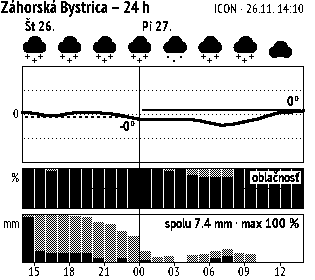 Záhorská Bystrica – 24 h
ICON · 26.11. 14:10
Št 26. Pi 27.
0°
0
-0°
% oblačnosť
mm spolu 7.4 mm · max 100 %
15 18 21 00 03 06 09 12